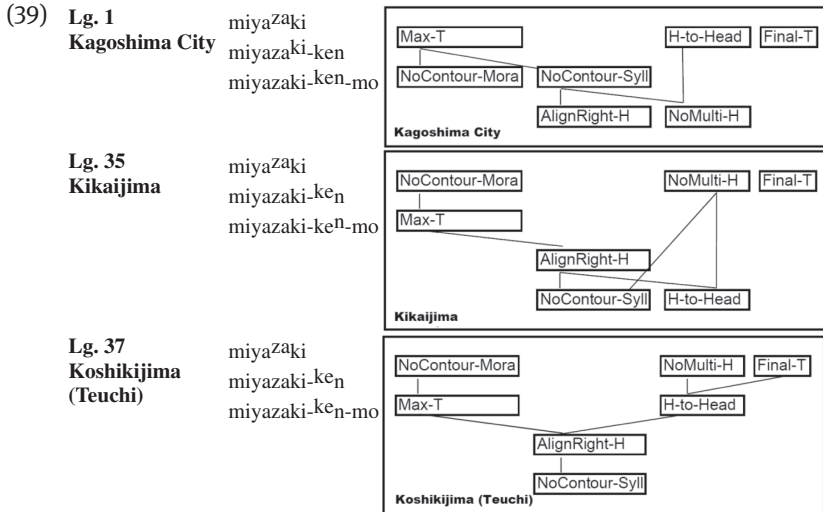 (39) Lg. 1 Kagoshima City
miyazaki
miyazaki-ken
miyazaki-ken-mo
Max-T H-to-Head Final-T
NoContour-Mora NoContour-Syll
AlignRight-H NoMulti-H
Kagoshima City
Lg. 35 Kikaijima
miyazaki
miyazaki-ken
miyazaki-ken-mo
NoContour-Mora NoMulti-H Final-T
Max-T
AlignRight-H
NoContour-Syll H-to-Head
Kikaijima
Lg. 37 Koshikijima (Teuchi)
miyazaki
miyazaki-ken
miyazaki-ken-mo
NoContour-Mora NoMulti-H Final-T
Max-T H-to-Head
AlignRight-H
NoContour-Syll
Koshikijima (Teuchi)